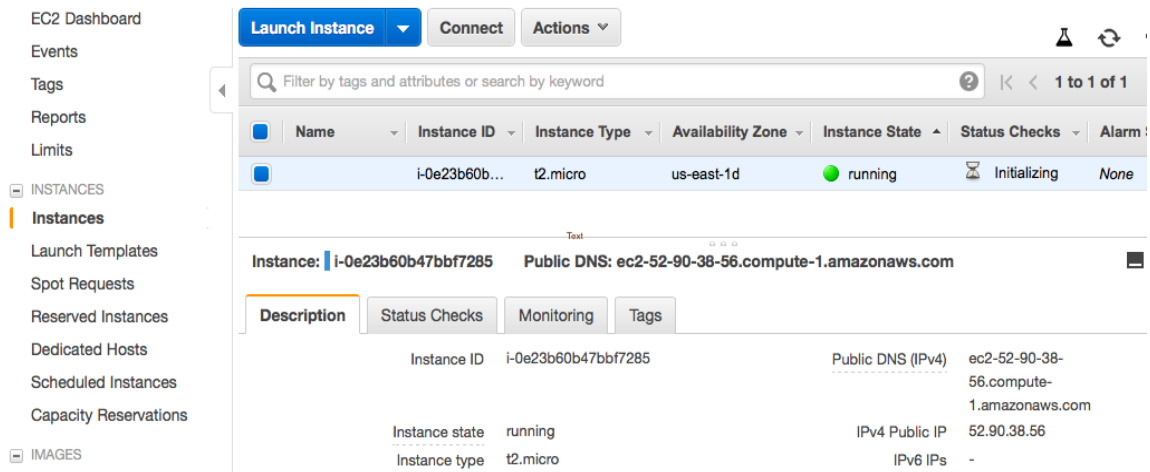 EC2 Dashboard
Events
Tags
Reports
Limits
INSTANCES
Instances
Launch Templates
Spot Requests
Reserved Instances
Dedicated Hosts
Scheduled Instances
Capacity Reservations
IMAGES
Launch Instance Connect Actions
Filter by tags and attributes or search by keyword 1 to 1 of 1
Name Instance ID Instance Type Availability Zone Instance State Status Checks Alarm
i-0e23b60b... t2.micro us-east-1d running Initializing None
Text
Instance: i-0e23b60b47bbf7285 Public DNS: ec2-52-90-38-56.compute-1.amazonaws.com
Description Status Checks Monitoring Tags
Instance ID i-0e23b60b47bbf7285 Public DNS (IPv4) ec2-52-90-38-
56.compute-
1.amazonaws.com
Instance state running IPv4 Public IP 52.90.38.56
Instance type t2.micro IPv6 IPs -